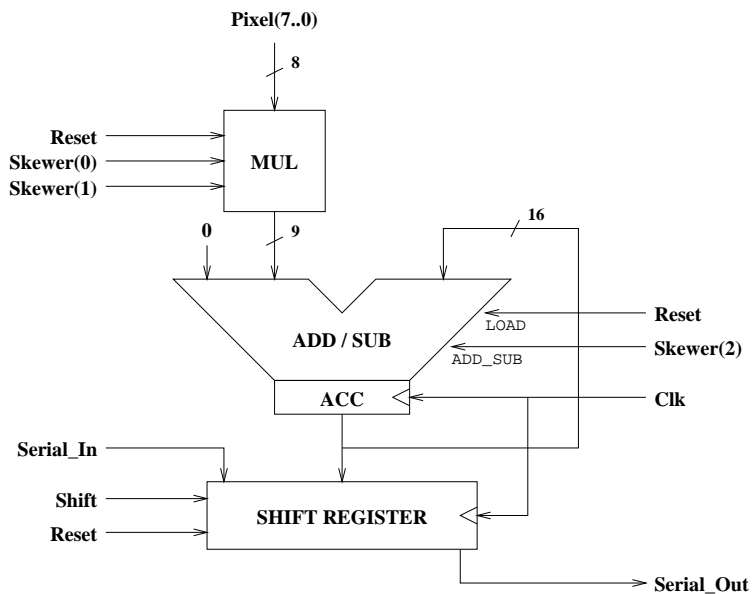 Pixel(7..0)
8
Reset
Skewer(0)
MUL
Skewer(1)
0
9
16
Reset
LOAD
ADD / SUB
Skewer(2)
ADD_SUB
ACC
Clk
Serial_In
Shift
SHIFT REGISTER
Reset
Serial_Out